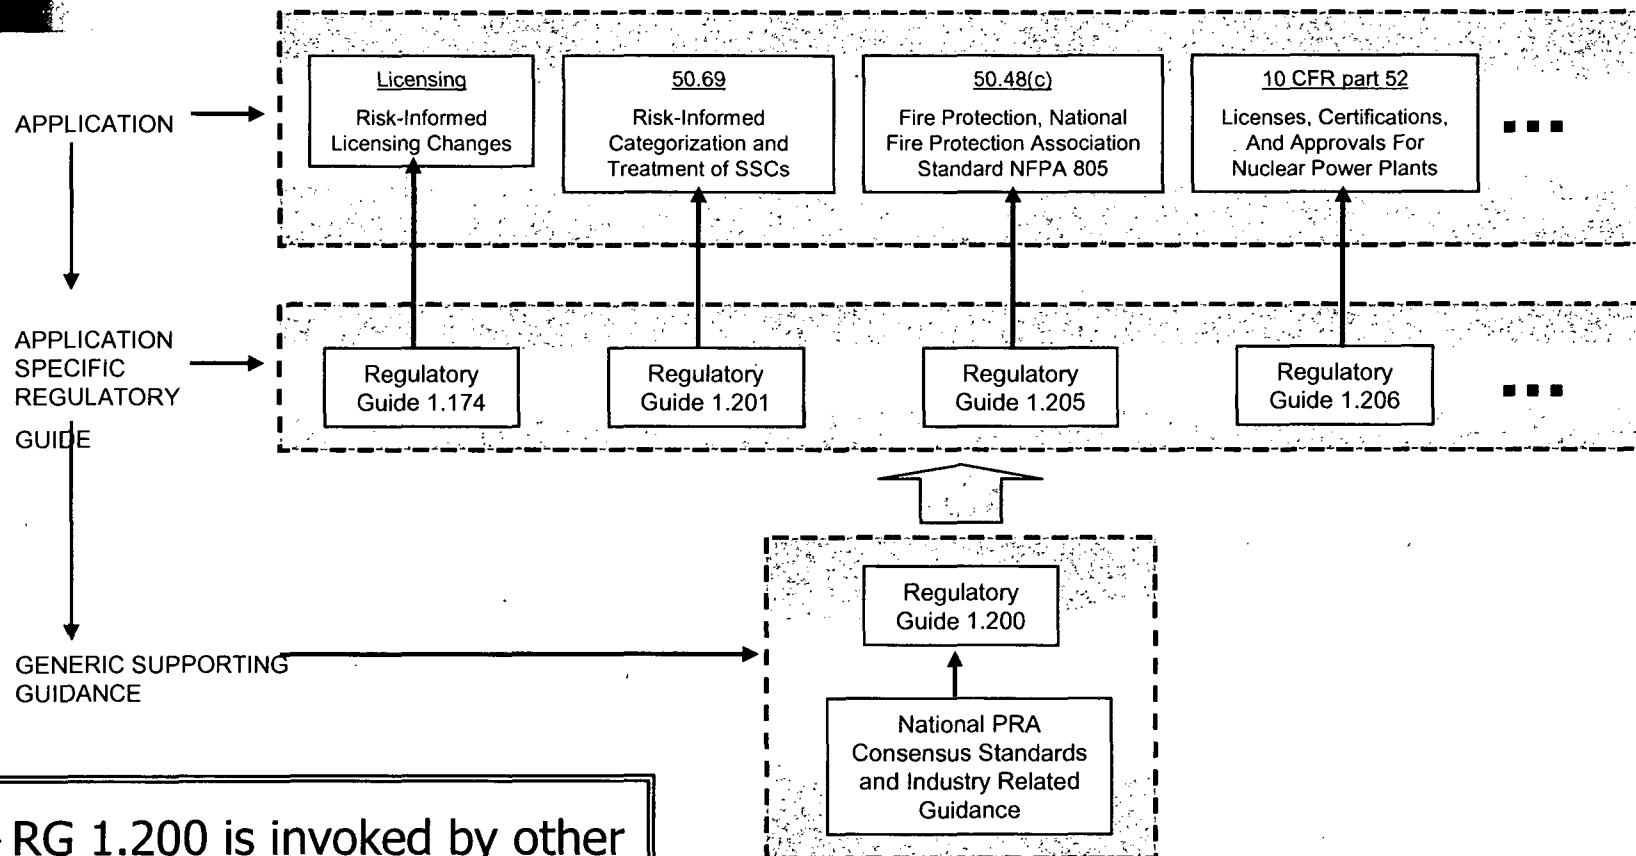 APPLICATION
Licensing
Risk-Informed
Licensing Changes
50.69
Risk-Informed
Categorization and
Treatment of SSCs
50.48(c)
Fire Protection, National
Fire Protection Association
Standard NFPA 805
10 CFR part 52
Licenses, Certifications,
And Approvals For
Nuclear Power Plants
APPLICATION
SPECIFIC
REGULATORY
GUIDE
Regulatory
Guide 1.174
Regulatory
Guide 1.201
Regulatory
Guide 1.205
Regulatory
Guide 1.206
GENERIC SUPPORTING
GUIDANCE
Regulatory
Guide 1.200
National PRA
Consensus Standards
and Industry Related
Guidance
RG 1.200 is invoked by other